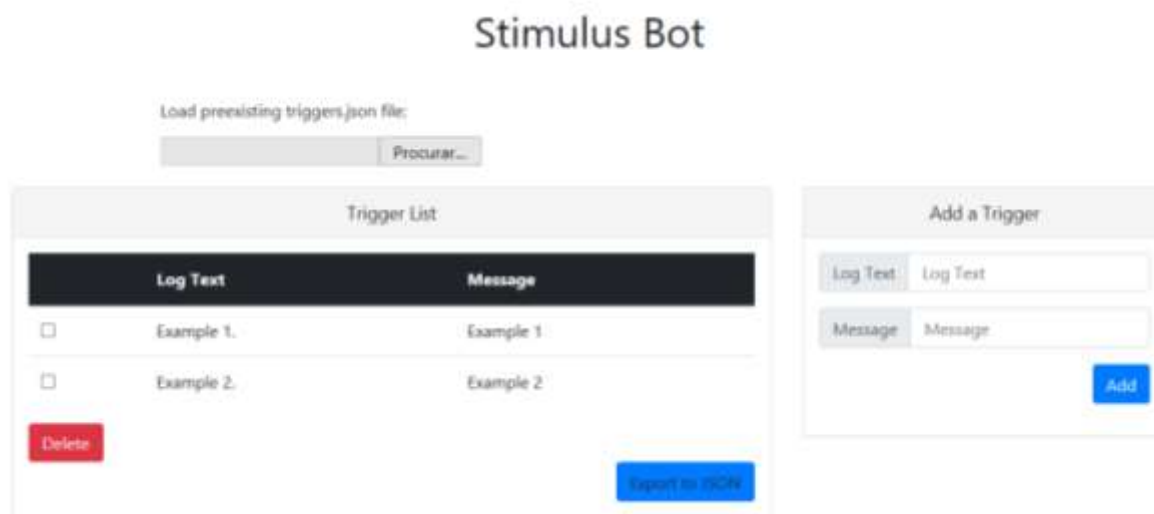 Stimulus Bot
Load preexisting triggers.json file:
Procurar...
Trigger List
Log Text Message
Example 1. Example 1
Example 2. Example 2
Delete
Export to JSON
Add a Trigger
Log Text Log Text
Message Message
Add